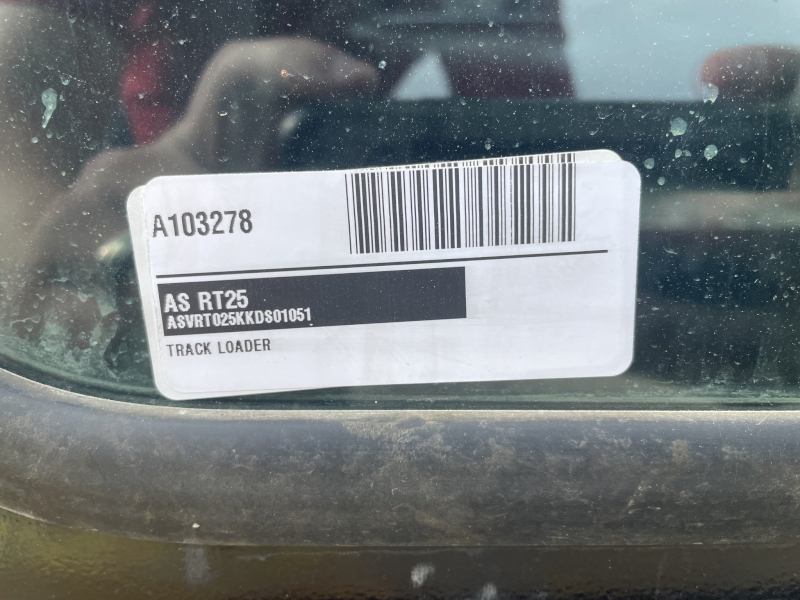 A103278
AS RT25
ASVRT025KKDS01051
TRACK LOADER